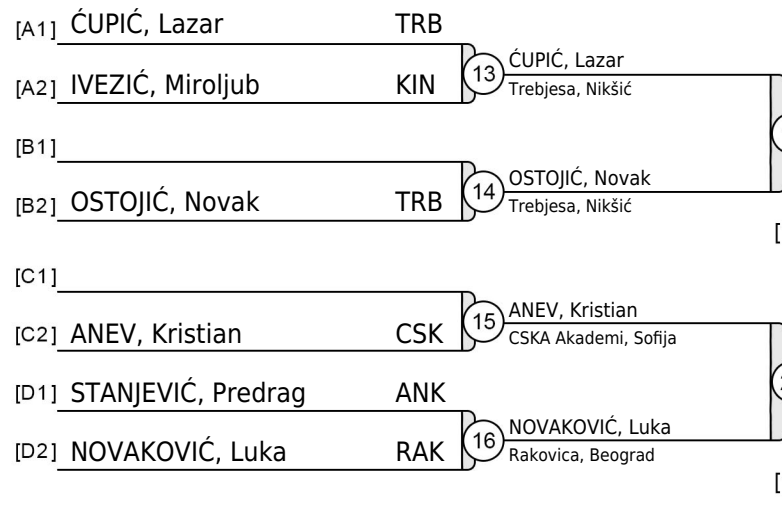 [A1] ĆUPIĆ, Lazar TRB
13 ĆUPIĆ, Lazar
[A2] IVEZIĆ, Miroljub KIN
Trebjesa, Nikšić
[B1]
14 OSTOJIĆ, Novak
[B2] OSTOJIĆ, Novak TRB
Trebjesa, Nikšić
[C1]
15 ANEV, Kristian
[C2] ANEV, Kristian CSK
CSKA Akademi, Sofija
[D1] STANJEVIĆ, Predrag ANK
16 NOVAKOVIĆ, Luka
[D2] NOVAKOVIĆ, Luka RAK
Rakovica, Beograd